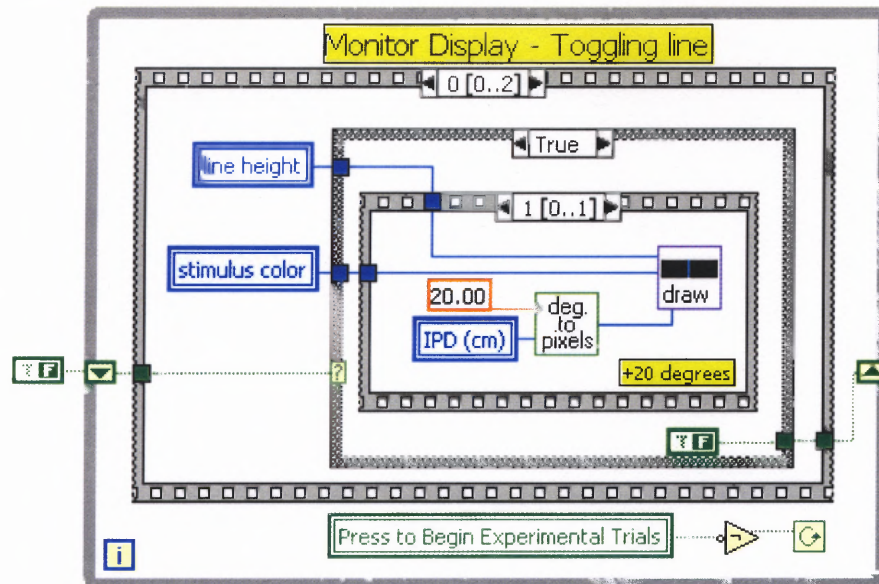 Monitor Display - Toggling line
0 [0..2]
True
line height
1 [0..1]
stimulus color
20.00
deg.
to
pixels
draw
IPD (cm)
+20 degrees
T F
?
T F
Press to Begin Experimental Trials
i